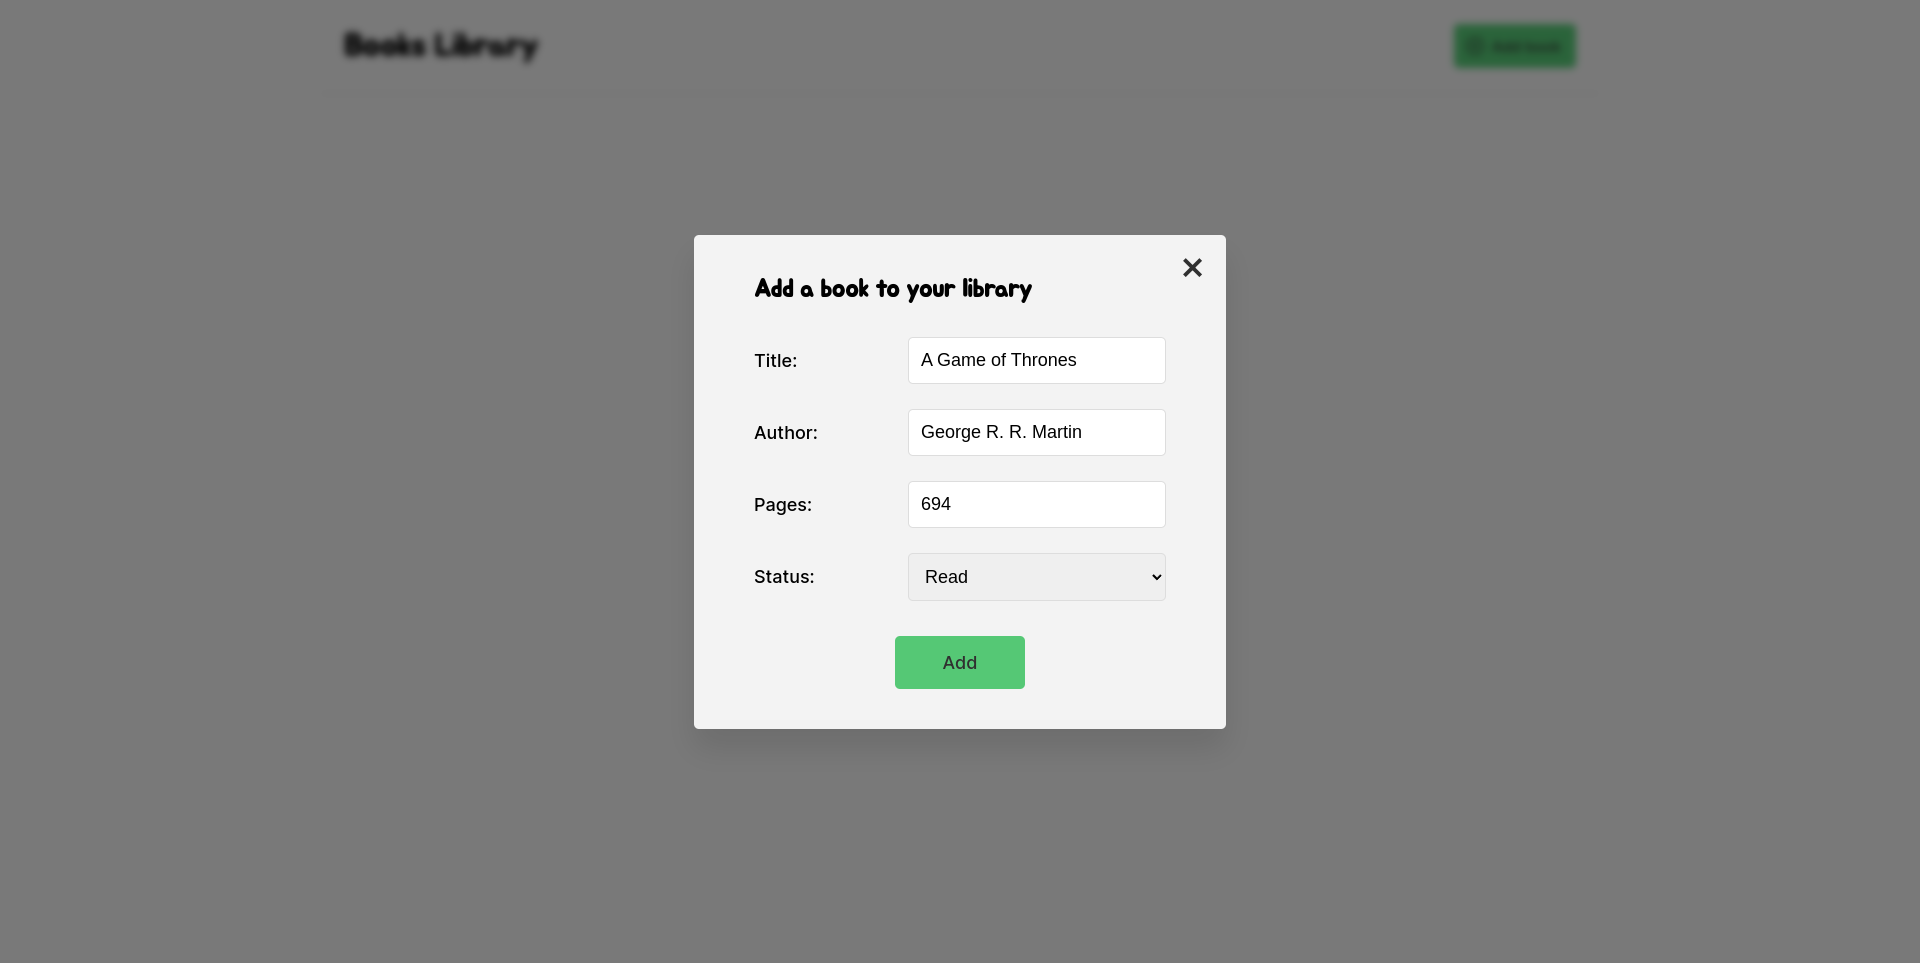 Books Library
Add a book to your library
Title:
A Game of Thrones
Author:
George R. R. Martin
Pages:
694
Status:
Read
Add